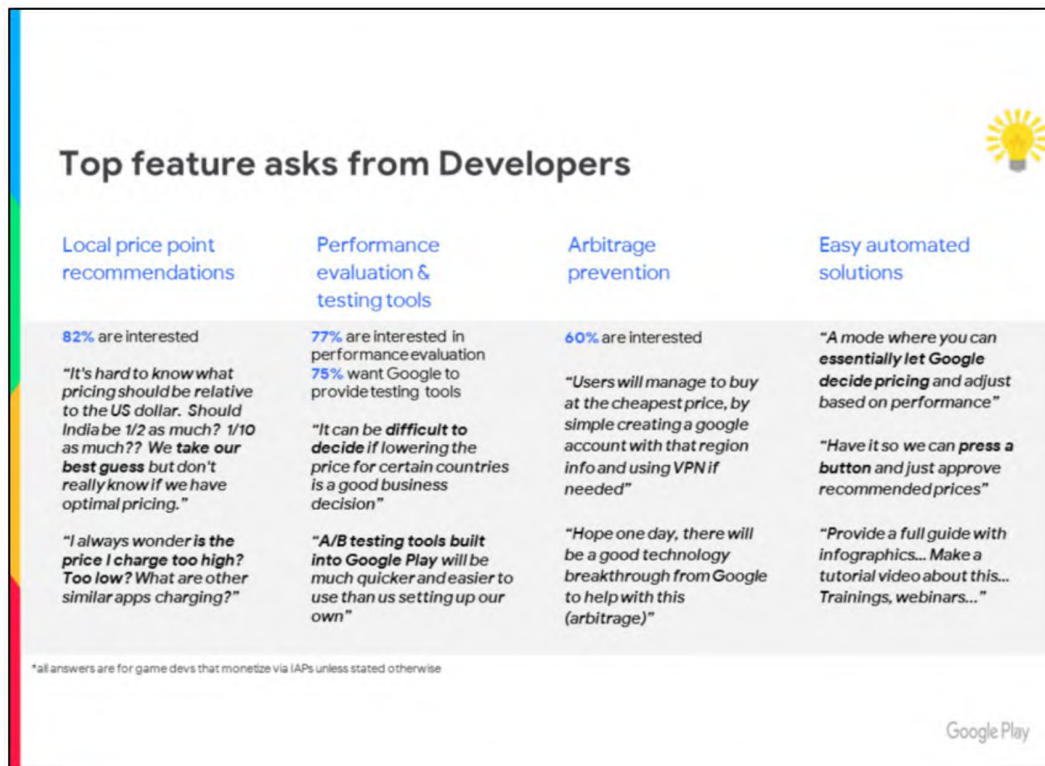 Top feature asks from Developers
Local price point
recommendations
82% are interested
“It's hard to know what
pricing should be relative
to the US dollar. Should
India be 1/2 as much? 1/10
as much?? We take our
best guess but don't
really know if we have
optimal pricing.”
“I always wonder is the
price I charge too high?
Too low? What are other
similar apps charging?”
Performance
evaluation &
testing tools
77% are interested in
performance evaluation
75% want Google to
provide testing tools
“It can be difficult to
decide if lowering the
price for certain countries
is a good business
decision”
“A/B testing tools built
into Google Play will be
much quicker and easier to
use than us setting up our
own”
Arbitrage
prevention
60% are interested
“Users will manage to buy
at the cheapest price, by
simple creating a google
account with that region
info and using VPN if
needed”
“Hope one day, there will
be a good technology
breakthrough from Google
to help with this
(arbitrage)”
Easy automated
solutions
“A mode where you can
essentially let Google
decide pricing and adjust
based on performance”
“Have it so we can press a
button and just approve
recommended prices”
“Provide a full guide with
infographics... Make a
tutorial video about this...
Trainings, webinars...”
*all answers are for game devs that monetize via IAPs unless stated otherwise
Google Play